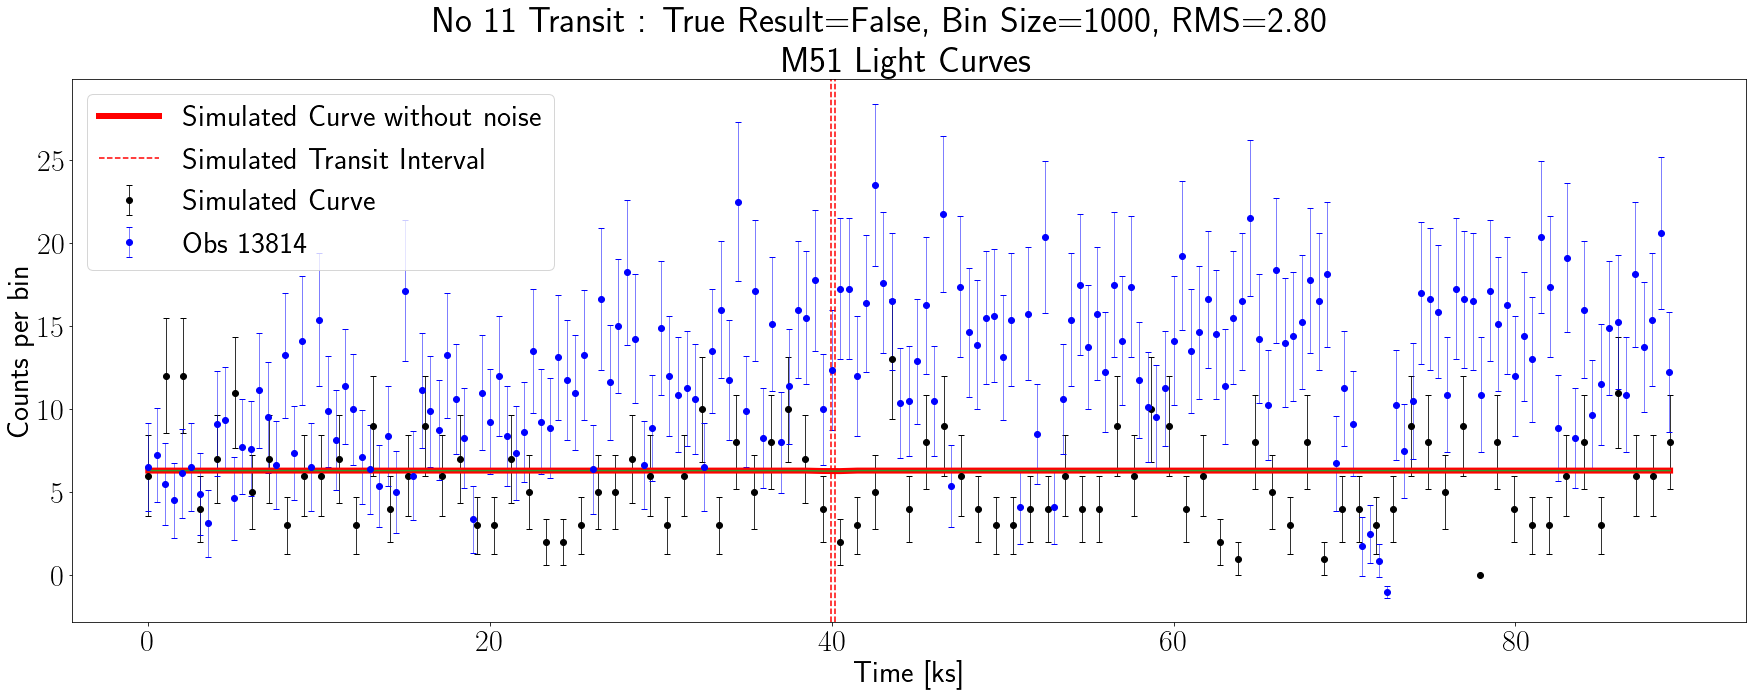 No 11 Transit : True Result=False, Bin Size=1000, RMS=2.80
M51 Light Curves
Simulated Curve without noise
Simulated Transit Interval
Simulated Curve
Obs 13814
25
20
15
10
5
0
Counts per bin
0 20 40 60 80
Time [ks]